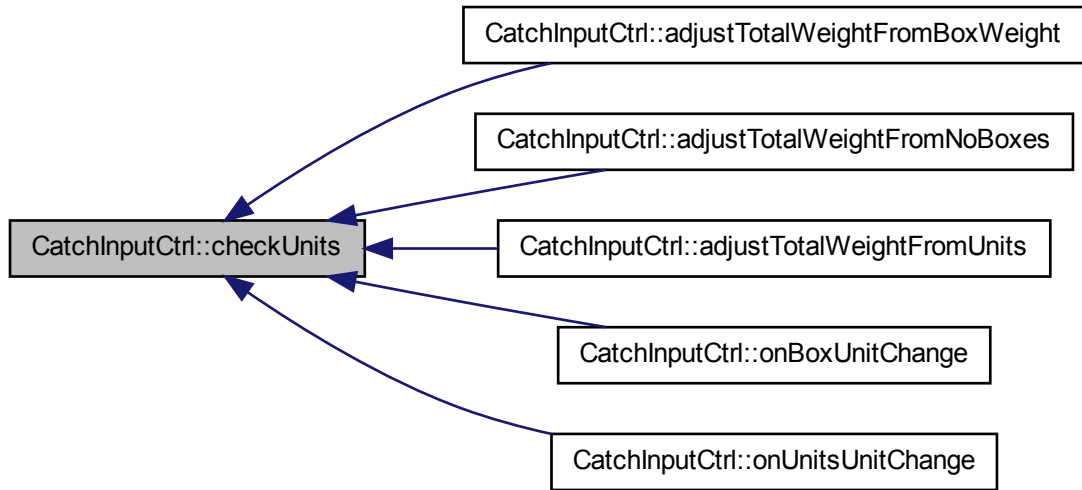 CatchInputCtrl::adjustTotalWeightFromBoxWeight
CatchInputCtrl::adjustTotalWeightFromNoBoxes
CatchInputCtrl::checkUnits
CatchInputCtrl::adjustTotalWeightFromUnits
CatchInputCtrl::onBoxUnitChange
CatchInputCtrl::onUnitsUnitChange